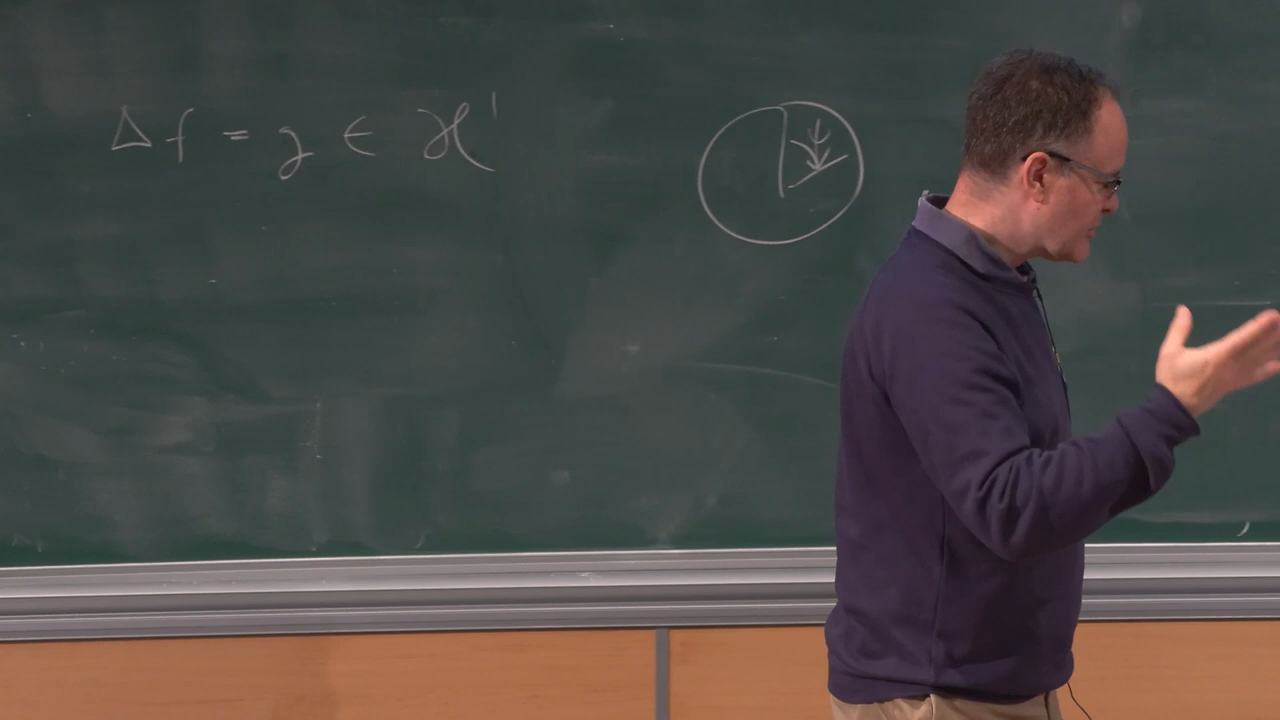 Δf = g ∈ ℋ¹